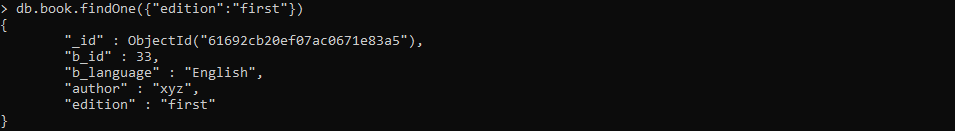 > db.book.findOne({"edition":"first"})
{
        "_id" : ObjectId("61692cb20ef07ac0671e83a5"),
        "b_id" : 33,
        "b_language" : "English",
        "author" : "xyz",
        "edition" : "first"
}